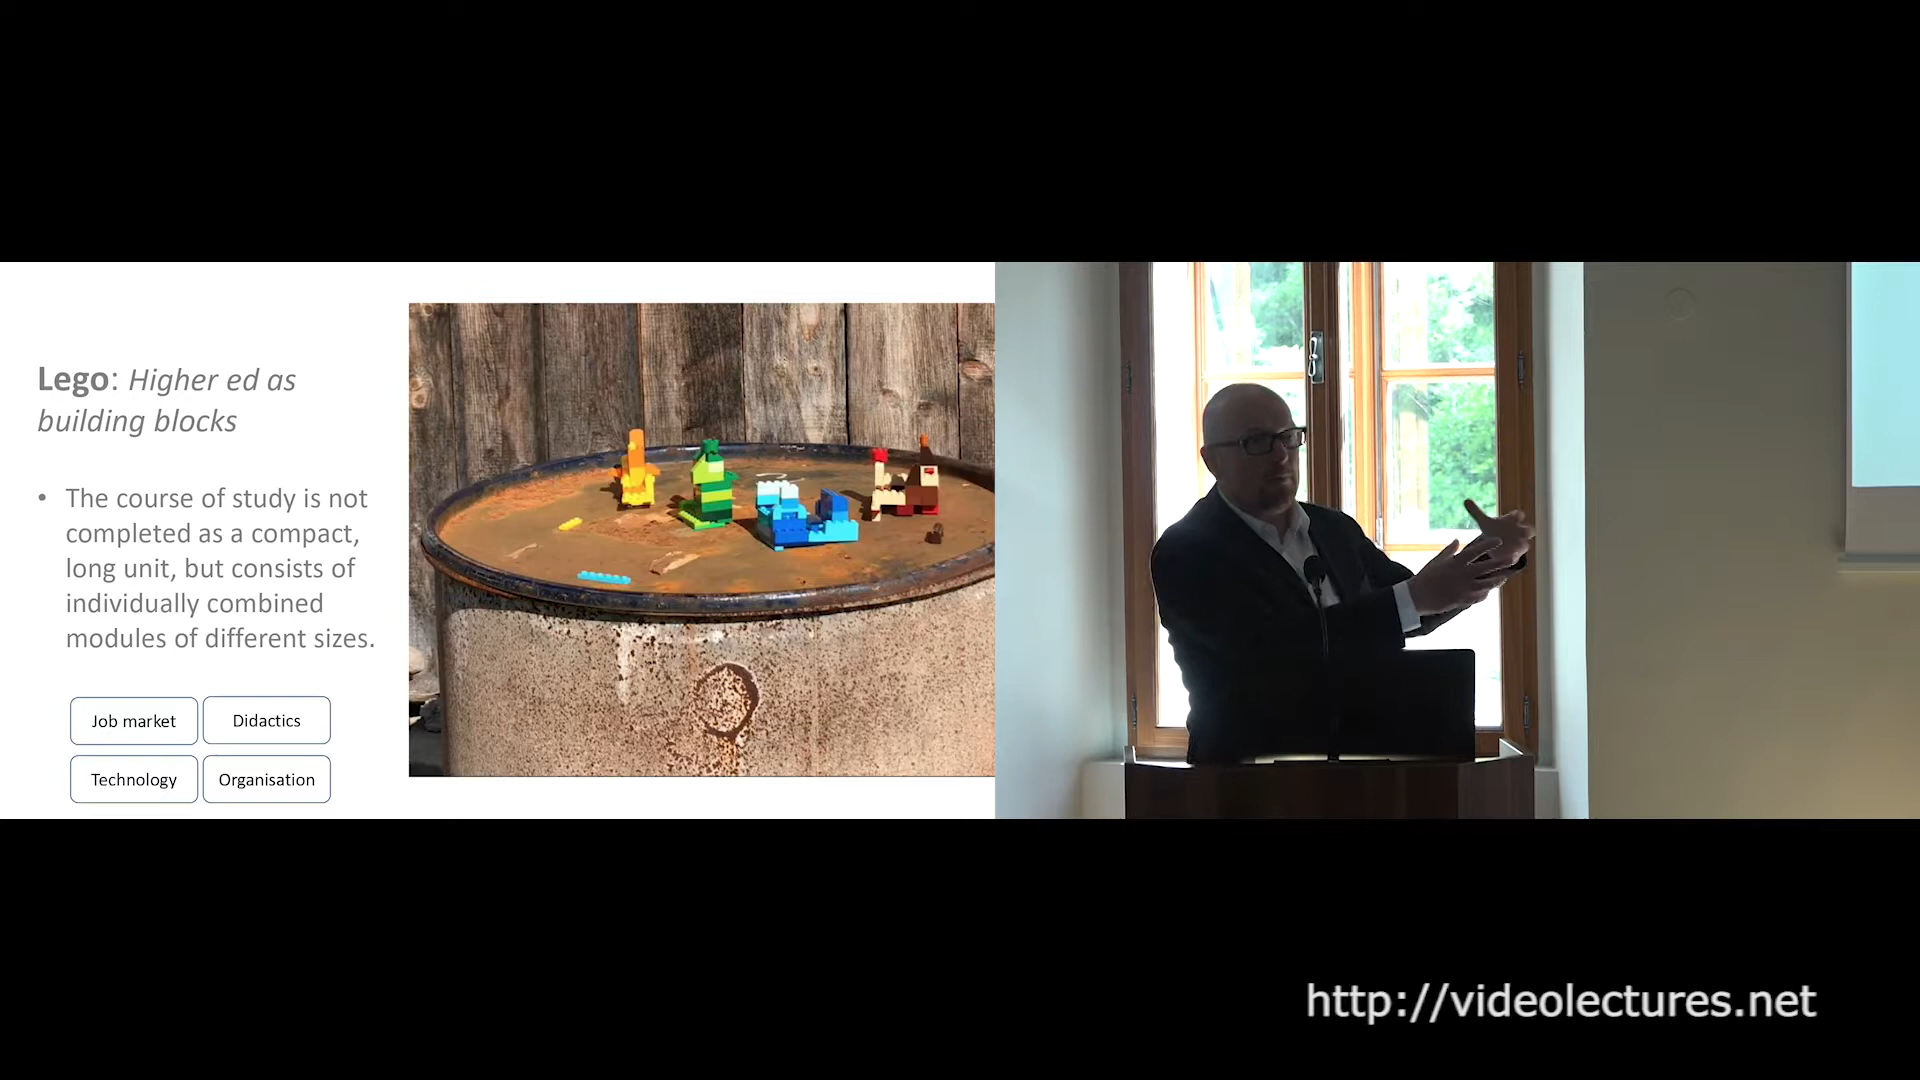 Lego: Higher ed as
building blocks
• The course of study is not
completed as a compact,
long unit, but consists of
individually combined
modules of different sizes.
Job market
Didactics
Technology
Organisation
http://videolectures.net